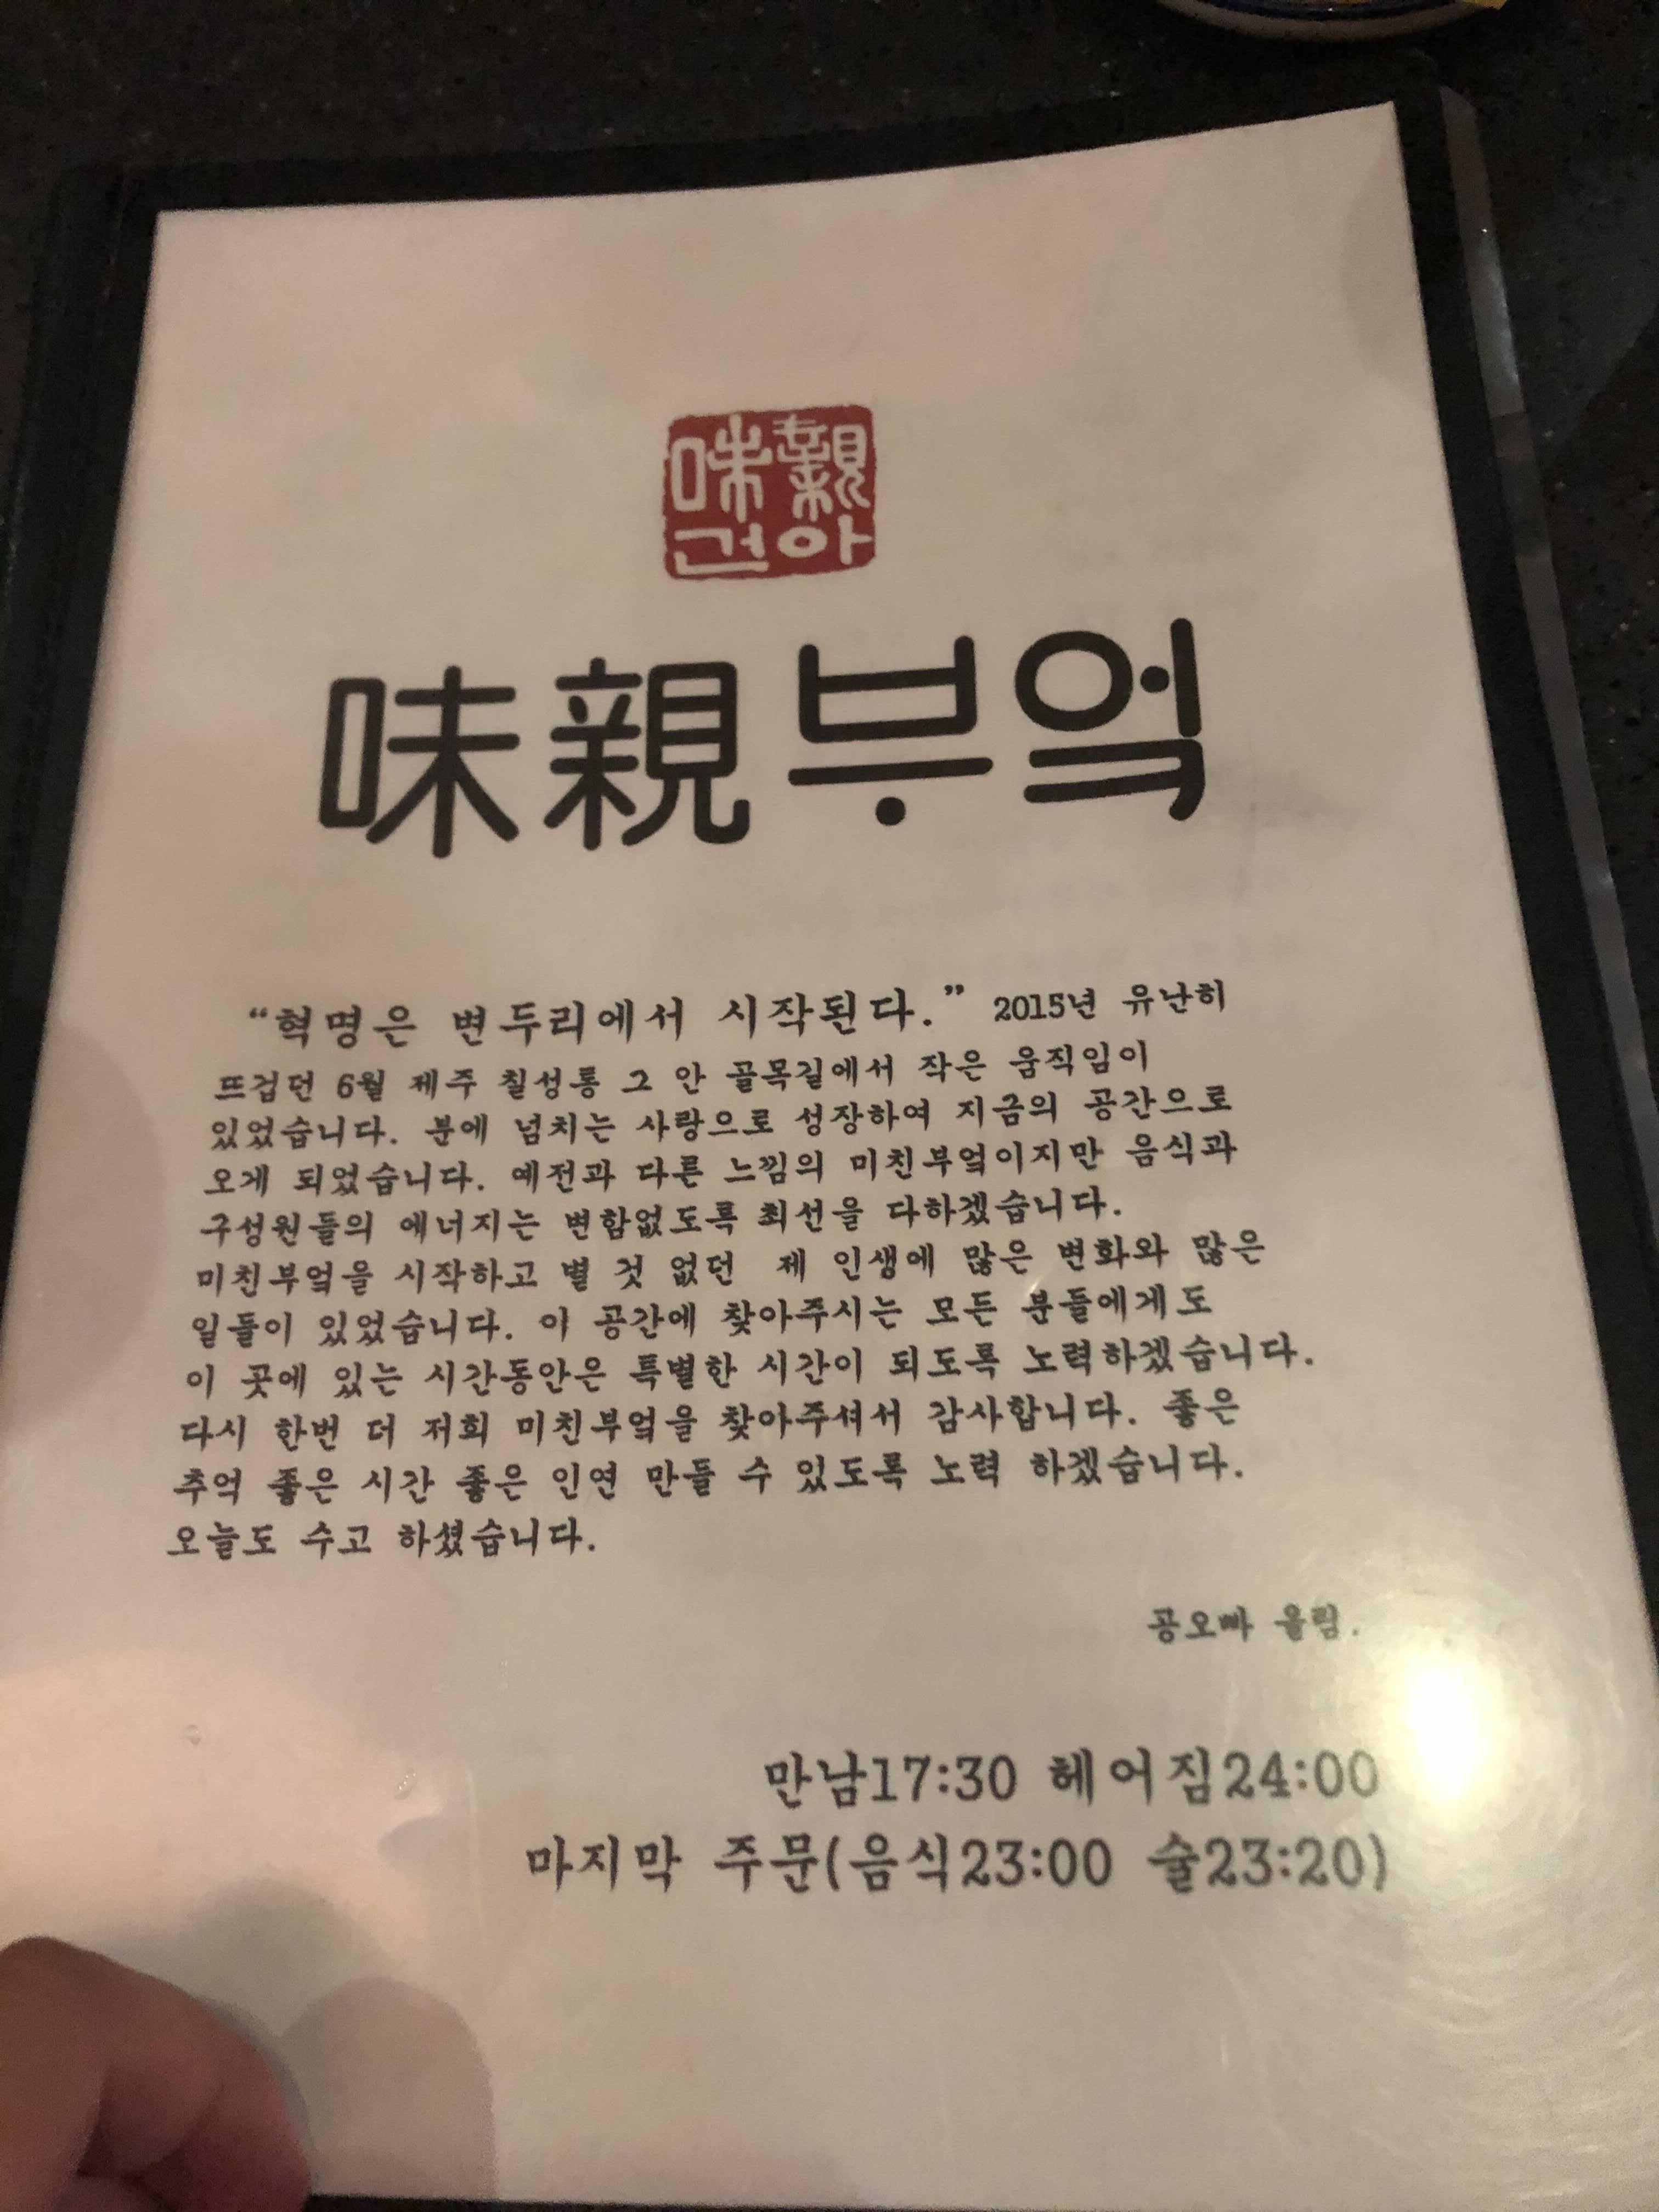 味親
견아
味親부엌
“혁명은 변두리에서 시작된다.” 2015년 유난히
뜨겁던 6월 제주 칠성통 그 안 골목길에서 작은 움직임이
있었습니다. 분에 넘치는 사랑으로 성장하여 지금의 공간으로
오게 되었습니다. 예전과 다른 느낌의 미친부엌이지만 음식과
구성원들의 에너지는 변함없도록 최선을 다하겠습니다.
미친부엌을 시작하고 별 것 없던 제 인생에 많은 변화와 많은
일들이 있었습니다. 이 공간에 찾아주시는 모든 분들에게도
이 곳에 있는 시간동안은 특별한 시간이 되도록 노력하겠습니다.
다시 한번 더 저희 미친부엌을 찾아주셔서 감사합니다. 좋은
추억 좋은 시간 좋은 인연 만들 수 있도록 노력 하겠습니다.
오늘도 수고 하셨습니다.
공오빠 올림.
만남17:30 헤어짐24:00
마지막 주문(음식23:00 술23:20)